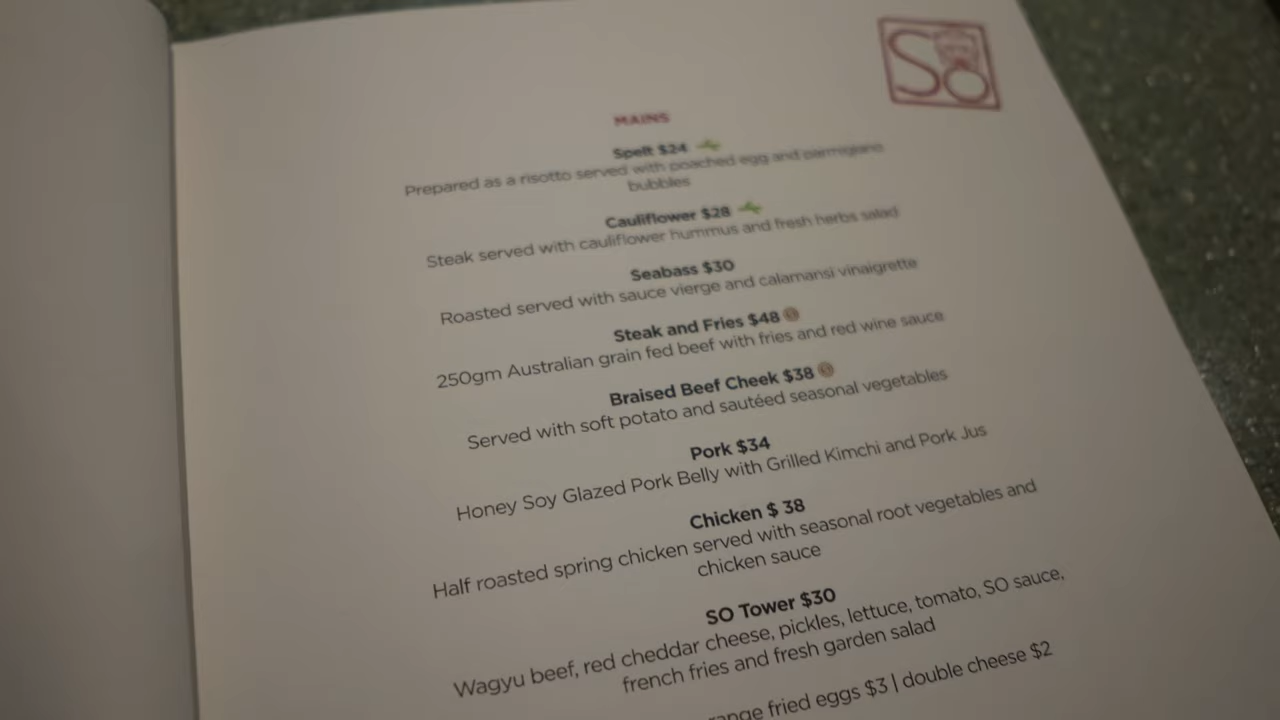 SO
MAINS
Spelt $24
Prepared as a risotto served with poached egg and parmigiano
bubbles
Cauliflower $28
Steak served with cauliflower hummus and fresh herbs salad
Seabass $30
Roasted served with sauce vierge and calamansi vinaigrette
Steak and Fries $48
250gm Australian grain fed beef with fries and red wine sauce
Braised Beef Cheek $38
Served with soft potato and sautéed seasonal vegetables
Pork $34
Honey Soy Glazed Pork Belly with Grilled Kimchi and Pork Jus
Chicken $ 38
Half roasted spring chicken served with seasonal root vegetables and
chicken sauce
SO Tower $30
Wagyu beef, red cheddar cheese, pickles, lettuce, tomato, SO sauce,
french fries and fresh garden salad
fried eggs $3 | double cheese $2